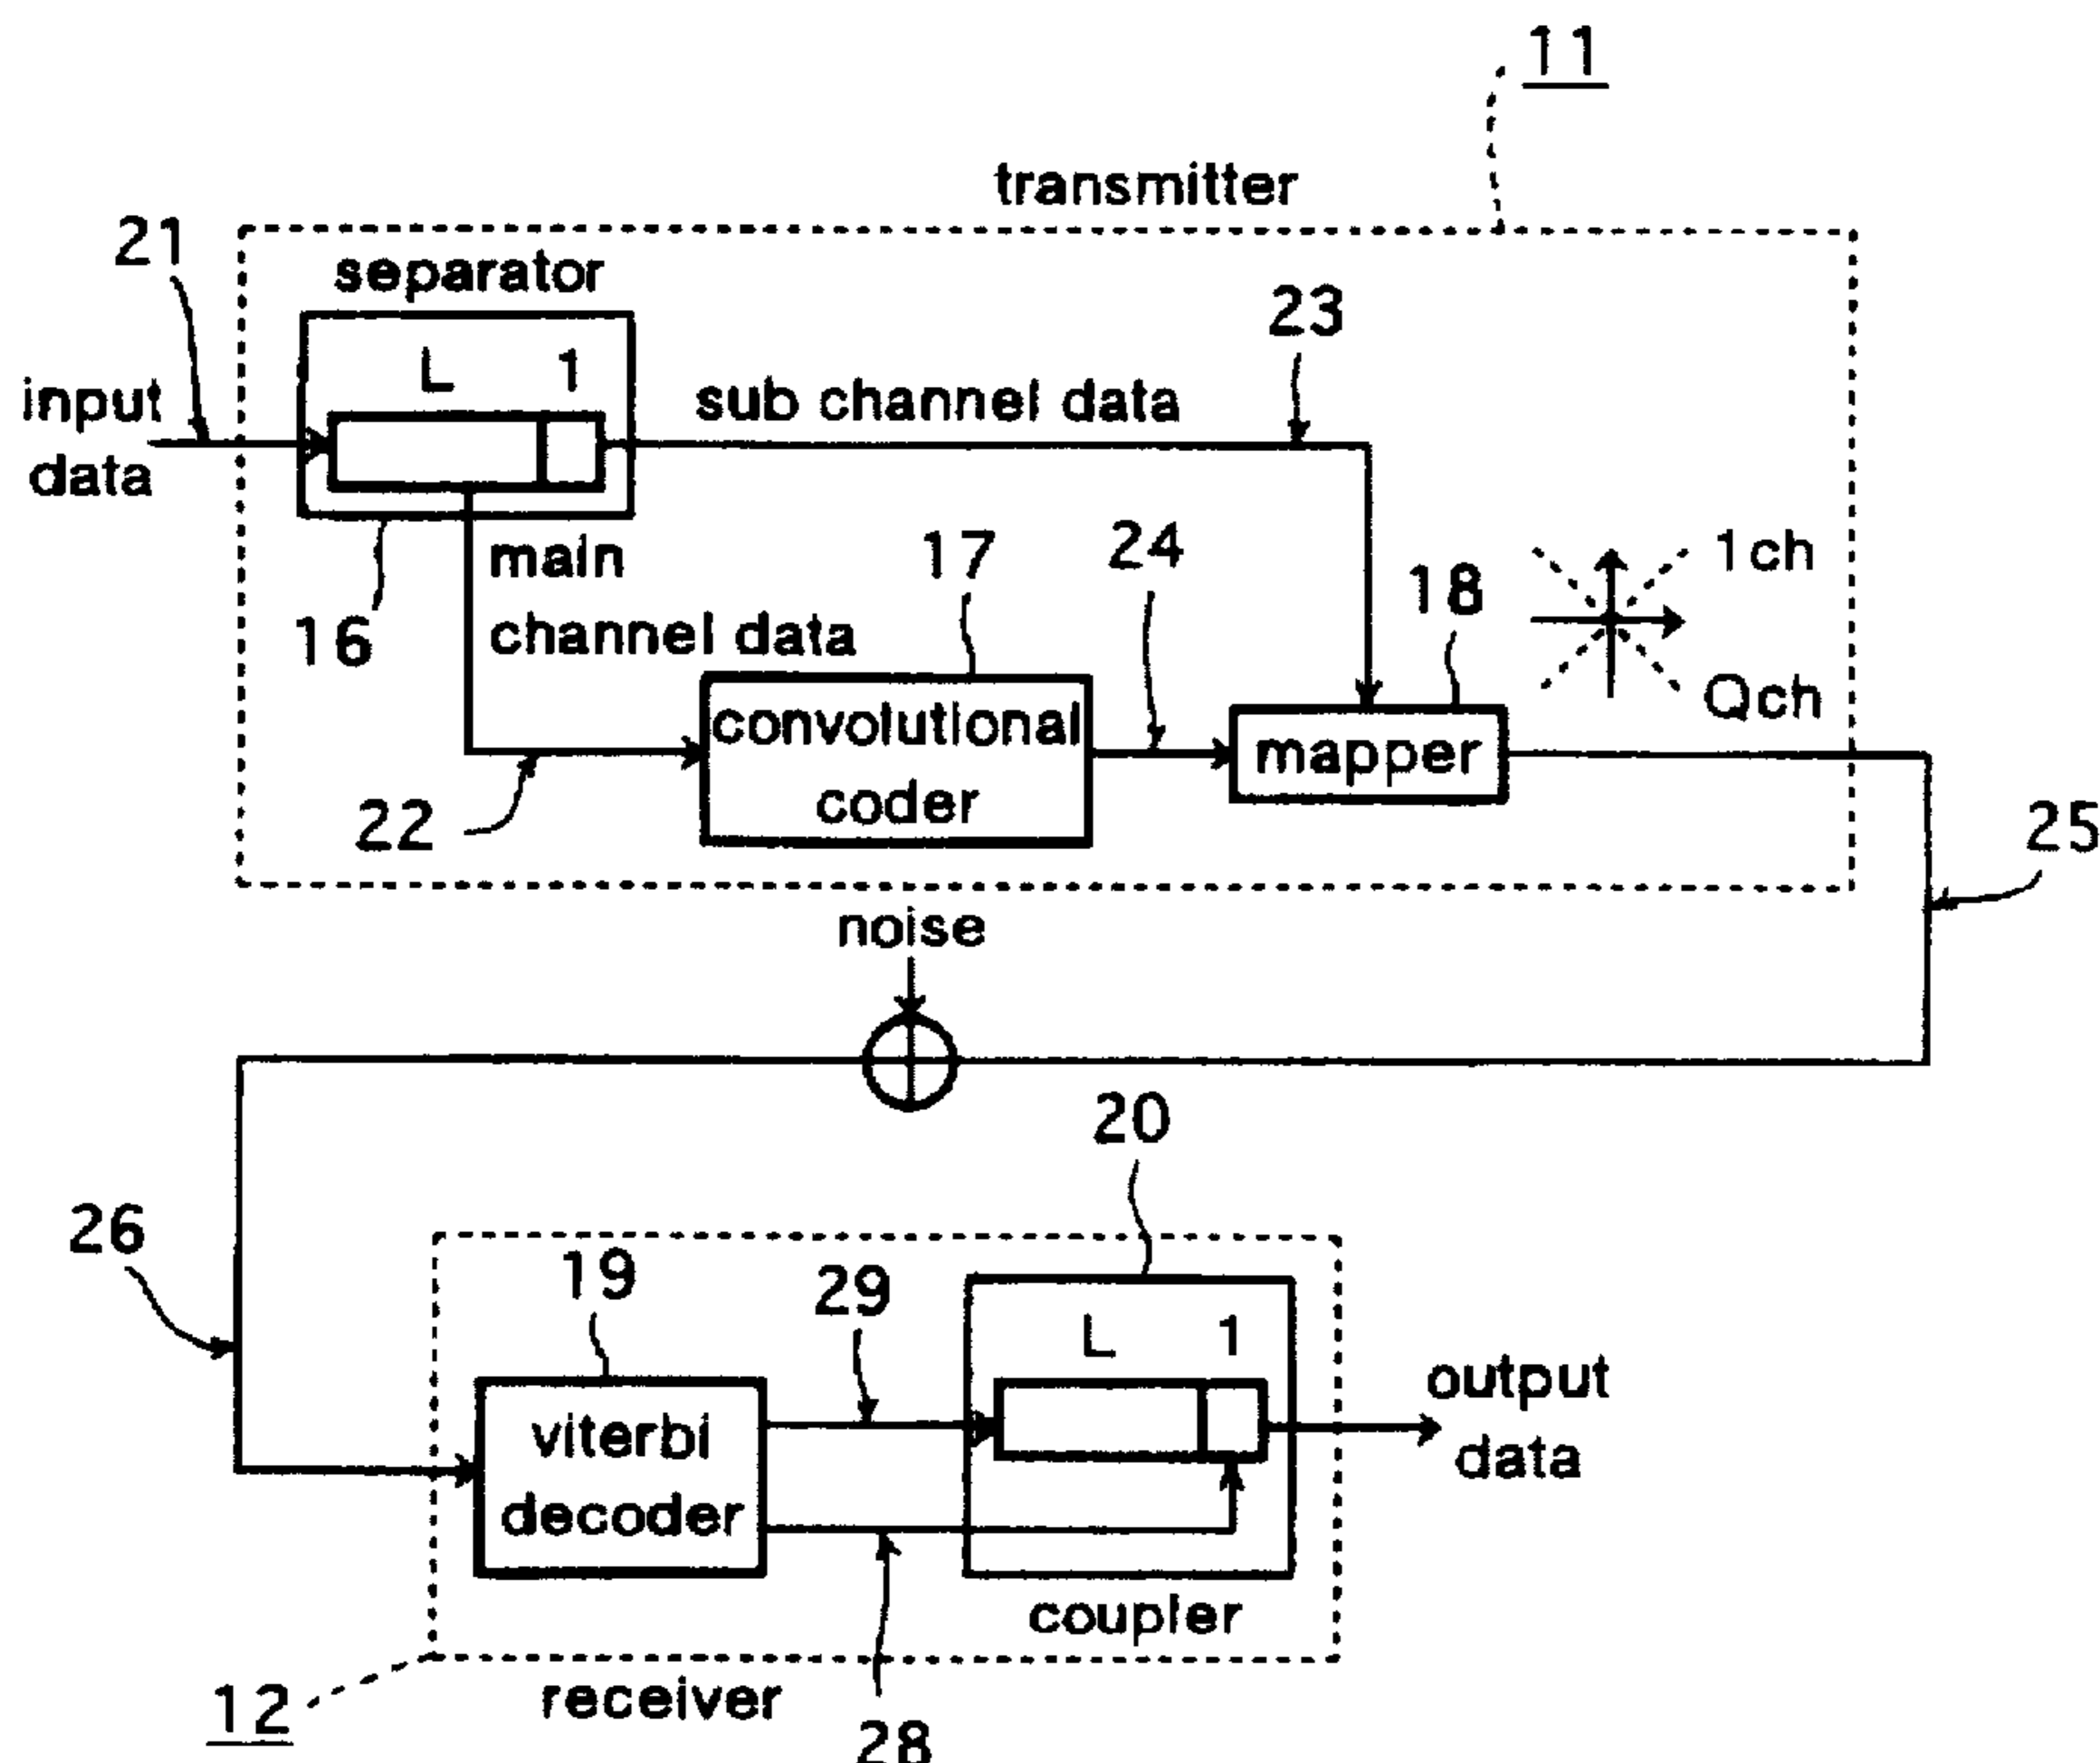 11
transmitter
21
separator
23
L 1
input
data
sub channel data
main
channel data
16
17
24
18
1ch
Qch
convolutional
coder
mapper
22
25
noise
20
26
19
29
L 1
output
data
viterbi
decoder
coupler
12
receiver
28